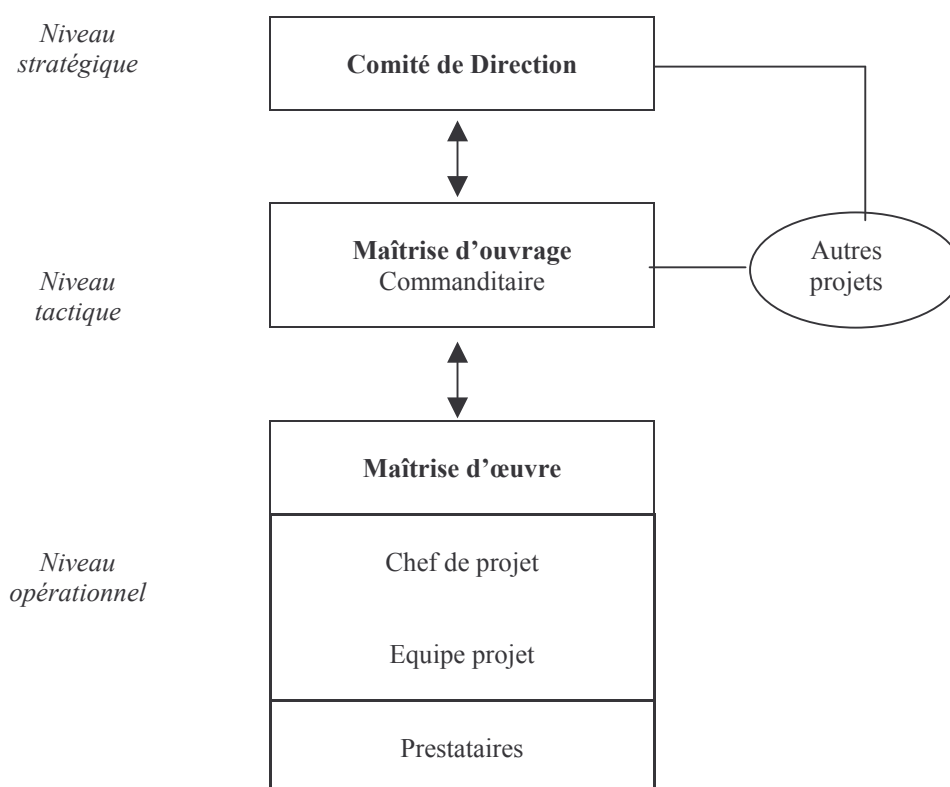 Niveau
stratégique
Comité de Direction
Maîtrise d'ouvrage
Commanditaire
Autres
projets
Niveau
tactique
Maîtrise d'œuvre
Niveau
opérationnel
Chef de projet
Equipe projet
Prestataires